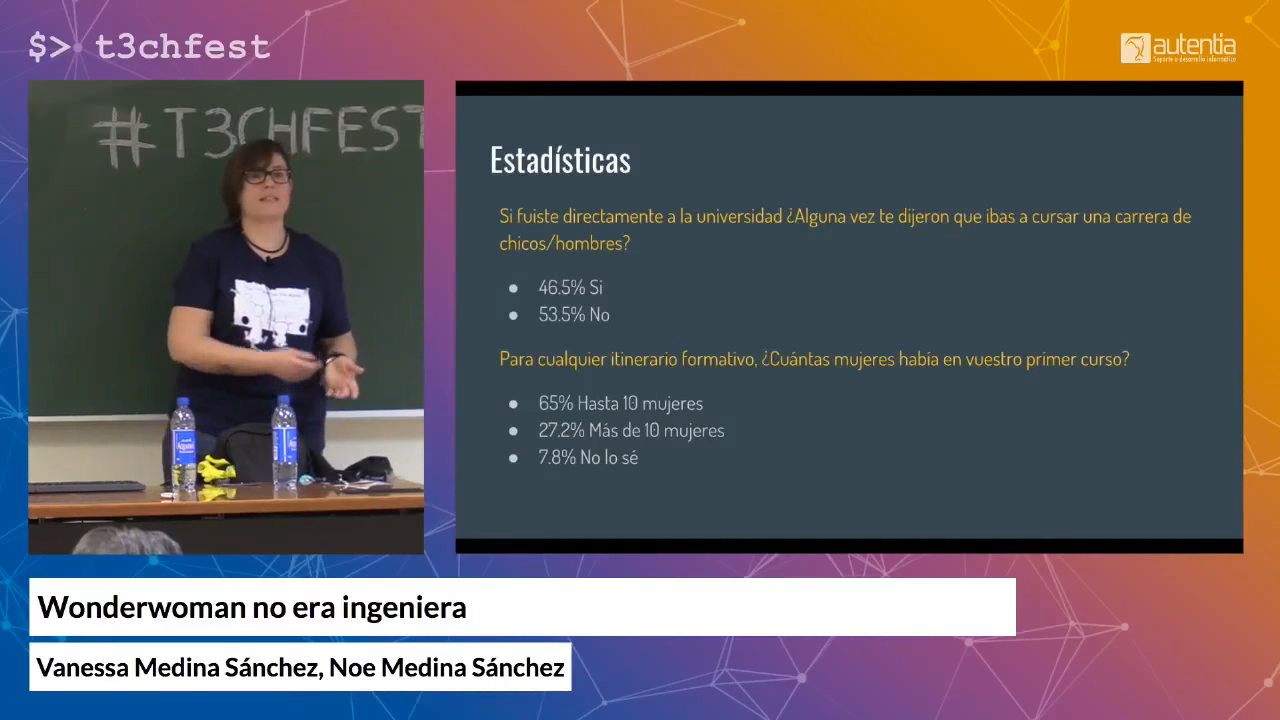 $> t3chfest
autentia
Soporte a desarrollo informático
#T3CHFEST
Estadísticas
Si fuiste directamente a la universidad ¿Alguna vez te dijeron que ibas a cursar una carrera de
chicos/hombres?
● 46.5% Si
● 53.5% No
Para cualquier itinerario formativo, ¿Cuántas mujeres había en vuestro primer curso?
● 65% Hasta 10 mujeres
● 27.2% Más de 10 mujeres
● 7.8% No lo sé
Wonderwoman no era ingeniera
Vanessa Medina Sánchez, Noe Medina Sánchez